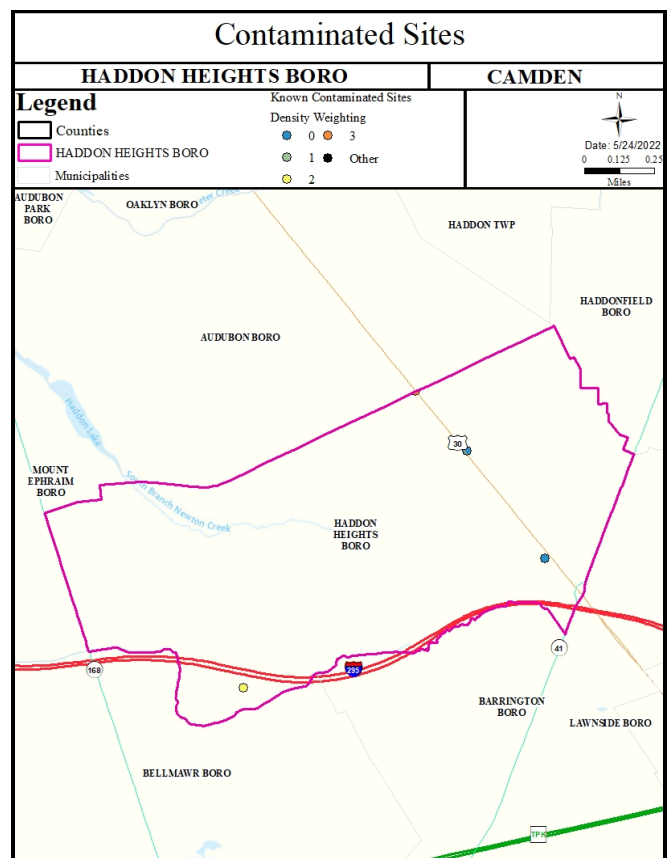 Contaminated Sites
HADDON HEIGHTS BORO
CAMDEN
Legend
Counties
HADDON HEIGHTS BORO
Municipalities
Known Contaminated Sites
Density Weighting
0
3
1
Other
2
N
Date: 5/24/2022
0 0.125 0.25
Miles
AUDUBON
PARK
BORO
OAKLYN BORO
Creek
HADDON TWP
HADDONFIELD
BORO
AUDUBON BORO
Haddon Lake
30
MOUNT
EPHRAIM
BORO
South Branch Newton Creek
HADDON
HEIGHTS
BORO
168
295
41
BARRINGTON
BORO
LAWNSIDE BORO
BELLMAWR BORO
TPK